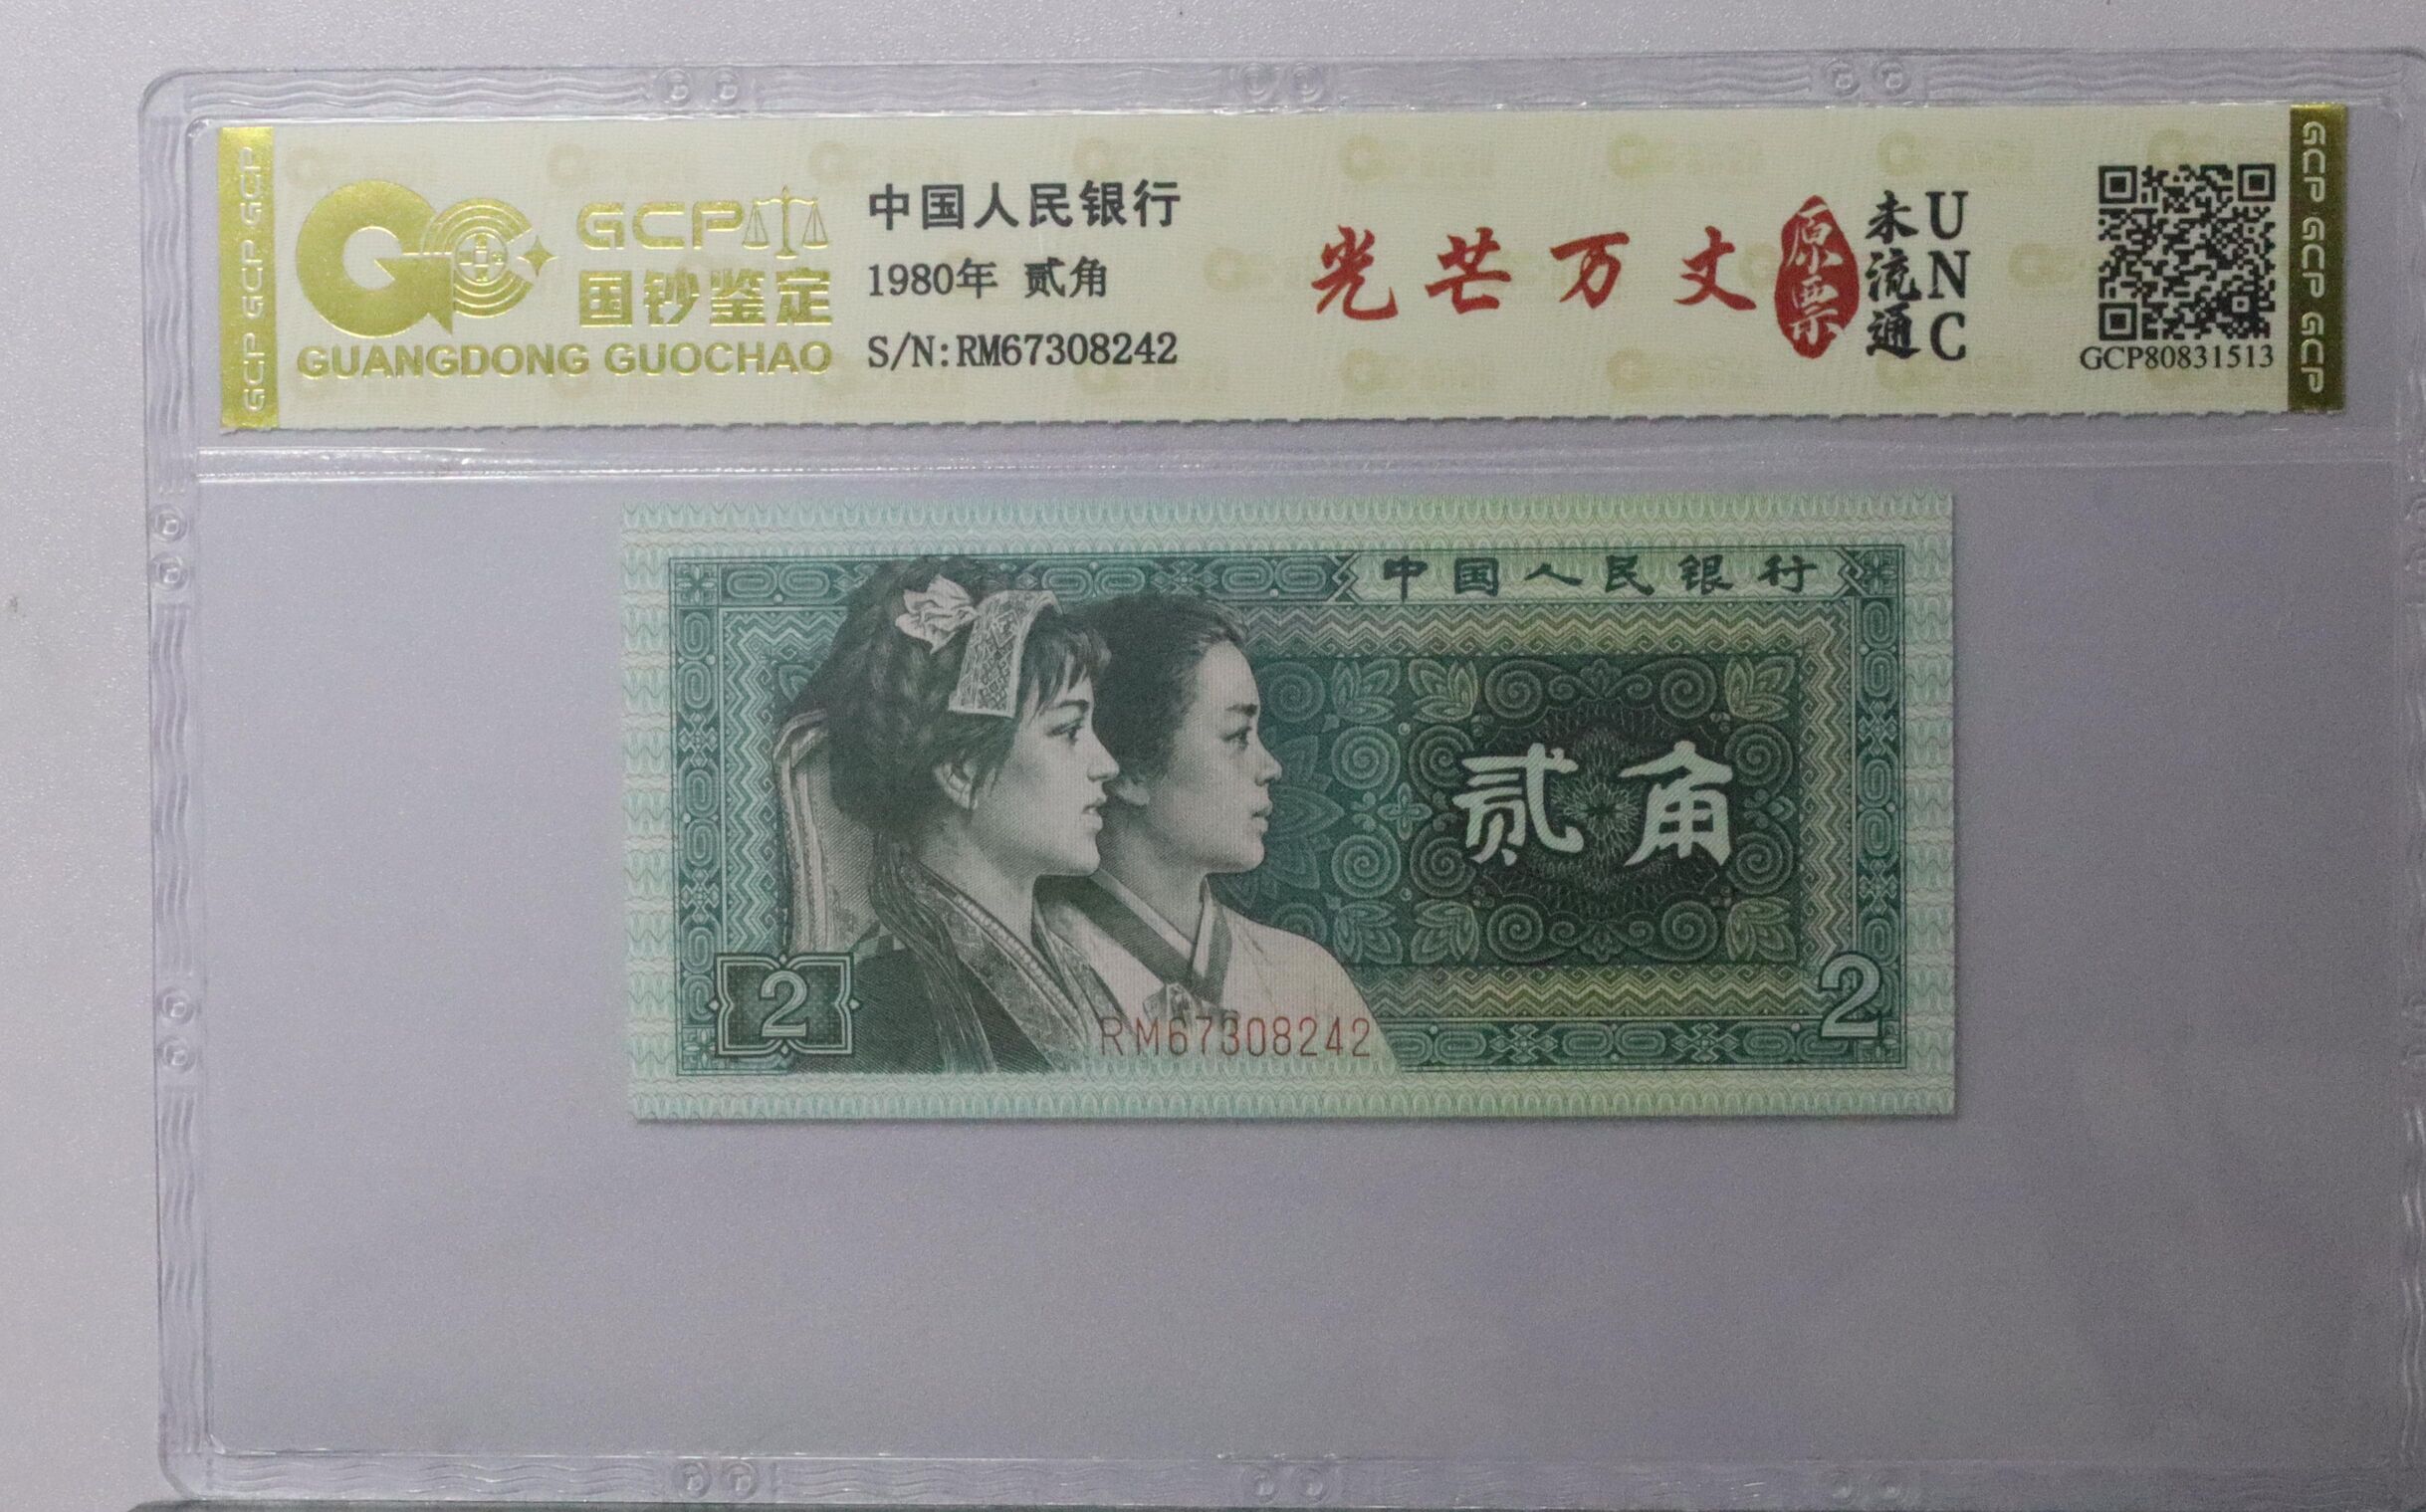 GCP GCP GCP
GCP
国钞鉴定
GUANGDONG GUOCHAO
中国人民银行
1980年 贰角
S/N:RM67308242
光芒万丈
原票
未流通
UNC
GCP80831513
GCP GCP GCP
中国人民银行
贰角
2
RM67308242
2